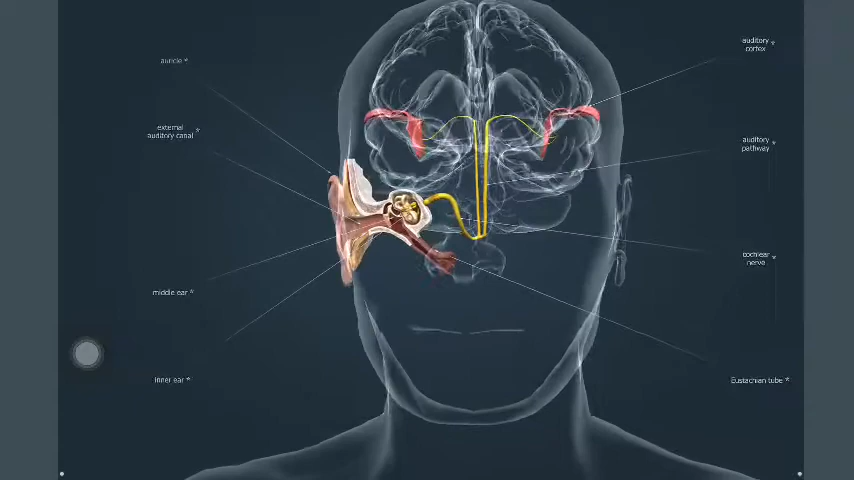 auricle *
external
auditory canal *
middle ear *
inner ear *
auditory
cortex *
auditory
pathway *
cochlear
nerve *
Eustachian tube *